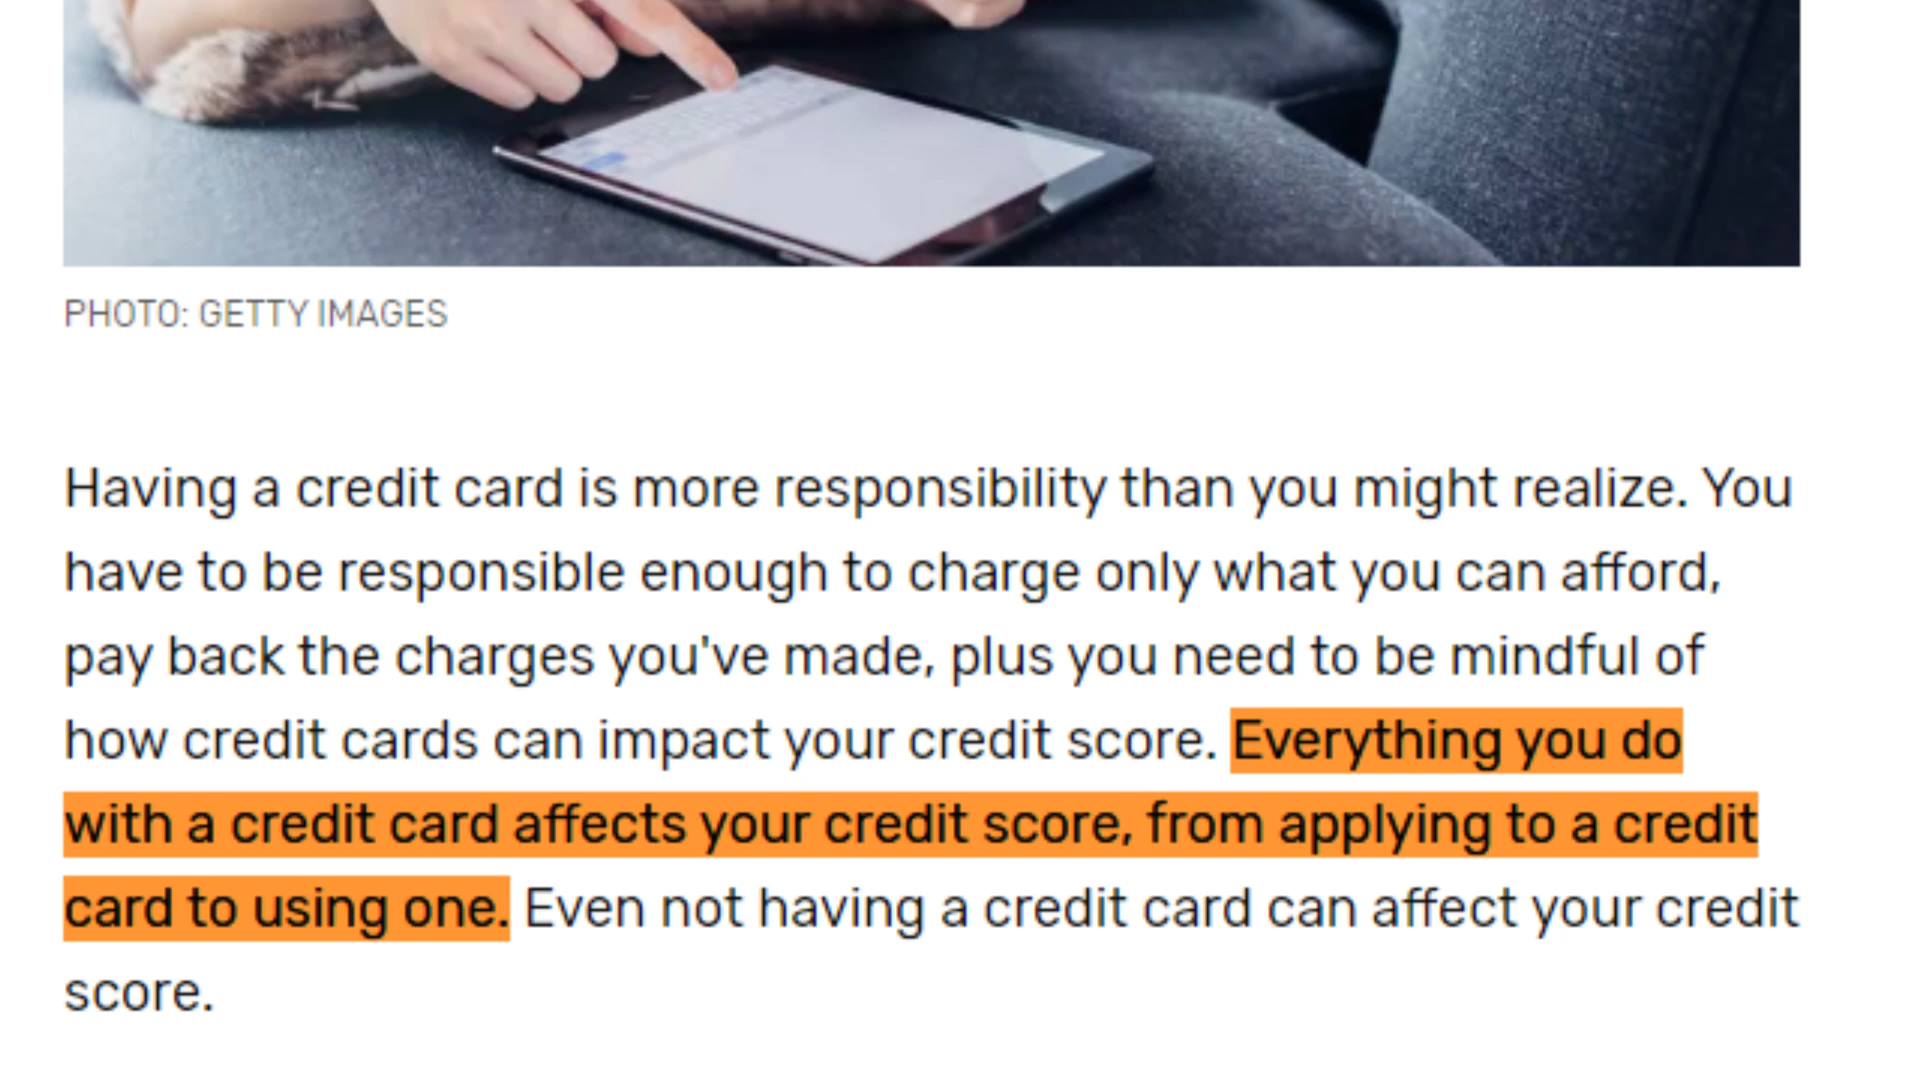 PHOTO: GETTY IMAGES
Having a credit card is more responsibility than you might realize. You
have to be responsible enough to charge only what you can afford,
pay back the charges you've made, plus you need to be mindful of
how credit cards can impact your credit score. Everything you do
with a credit card affects your credit score, from applying to a credit
card to using one. Even not having a credit card can affect your credit
score.